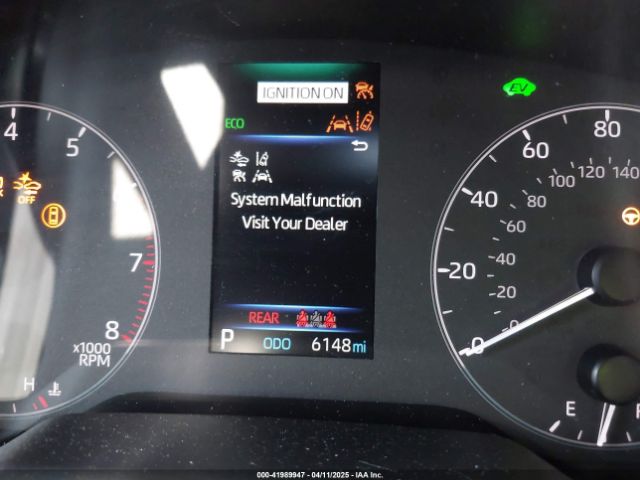 IGNITION ON
ECO
EV
System Malfunction
Visit Your Dealer
REAR
P ODO 6148 mi
4 5 6 7 8
x1000
RPM
OFF
H
0 20 40 60 80
0 20 40 60 80 100 120 140
E F
000-41989947 - 04/11/2025 - IAA Inc.